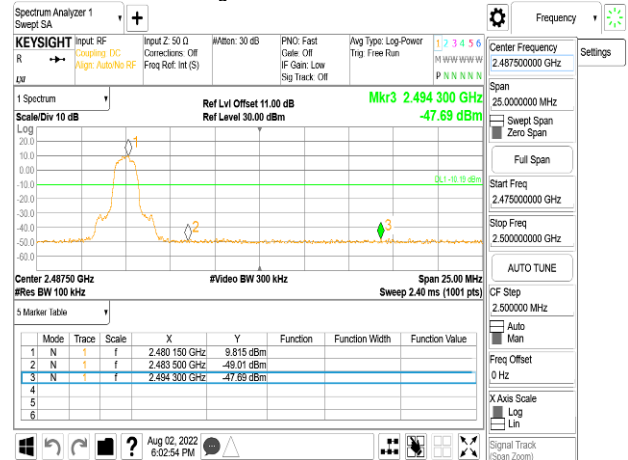 Spectrum Analyzer 1
Swept SA
Frequency
KEYSIGHT
Input: RF
Input Z: 50 Ω
#Atten: 30 dB
PNO: Fast
Avg Type: Log-Power
1 2 3 4 5 6
R
Coupling: DC
Corrections: Off
Gate: Off
Trig: Free Run
M W W W W W
Align: Auto/No RF
Freq Ref: Int (S)
IF Gain: Low
Sig Track: Off
P N N N N N
Center Frequency
2.487500000 GHz
Settings
Span
25.0000000 MHz
Swept Span
Zero Span
Full Span
Start Freq
2.475000000 GHz
Stop Freq
2.500000000 GHz
AUTO TUNE
CF Step
2.500000 MHz
Auto
Man
Freq Offset
0 Hz
X Axis Scale
Log
Lin
Signal Track
(Span Zoom)
1 Spectrum
Scale/Div 10 dB
Ref Lvl Offset 11.00 dB
Ref Level 30.00 dBm
Mkr3 2.494 300 GHz
-47.69 dBm
Log
20.0
10.0
0.00
-10.0
-20.0
-30.0
-40.0
-50.0
-60.0
DL1 -10.19 dBm
1
2
3
Center 2.48750 GHz
#Video BW 300 kHz
Span 25.00 MHz
#Res BW 100 kHz
Sweep 2.40 ms (1001 pts)
5 Marker Table
Mode Trace Scale X Y Function Function Width Function Value
1 N 1 f 2.480 150 GHz 9.815 dBm
2 N 1 f 2.483 500 GHz -49.01 dBm
3 N 1 f 2.494 300 GHz -47.69 dBm
4
5
6
?
Aug 02, 2022
6:02:54 PM